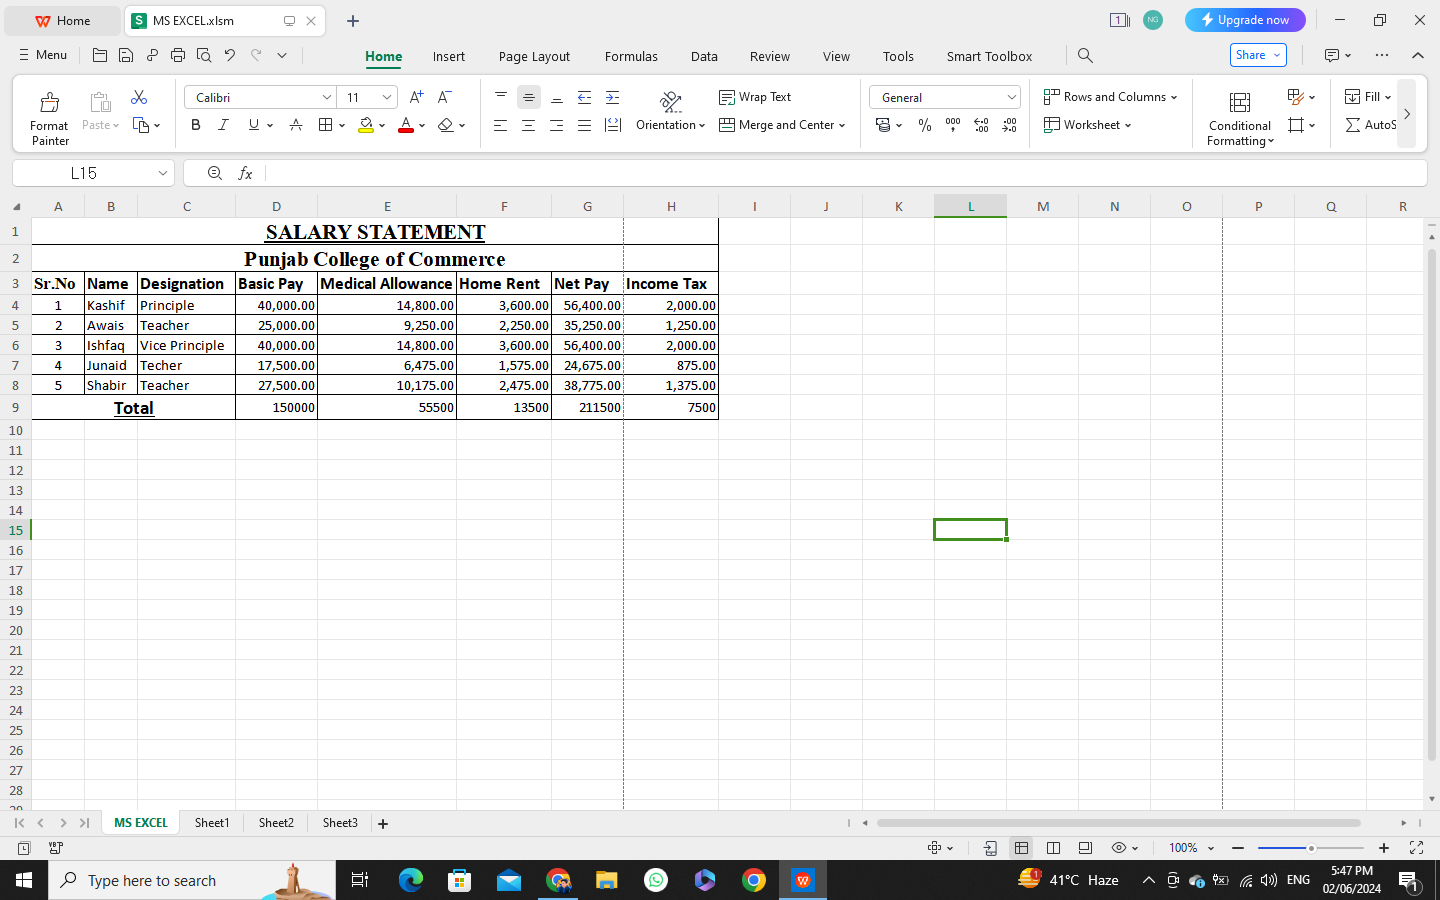 Home
MS EXCEL.xlsm
1
NG
Upgrade now
Menu
Home Insert Page Layout Formulas Data Review View Tools Smart Toolbox
Share
Format Painter
Paste
Calibri
11
A+ A-
B I U A
A
Orientation
Wrap Text
Merge and Center
General
%
Rows and Columns
Worksheet
Conditional Formatting
Fill
AutoS
L15
fx
A B C D E F G H I J K L M N O P Q R
1 SALARY STATEMENT
2 Punjab College of Commerce
3 Sr.No Name Designation Basic Pay Medical Allowance Home Rent Net Pay Income Tax
4 1 Kashif Principle 40,000.00 14,800.00 3,600.00 56,400.00 2,000.00
5 2 Awais Teacher 25,000.00 9,250.00 2,250.00 35,250.00 1,250.00
6 3 Ishfaq Vice Principle 40,000.00 14,800.00 3,600.00 56,400.00 2,000.00
7 4 Junaid Techer 17,500.00 6,475.00 1,575.00 24,675.00 875.00
8 5 Shabir Teacher 27,500.00 10,175.00 2,475.00 38,775.00 1,375.00
9 Total 150000 55500 13500 211500 7500
10
11
12
13
14
15
16
17
18
19
20
21
22
23
24
25
26
27
28
29
MS EXCEL Sheet1 Sheet2 Sheet3
100%
Type here to search
1
41°C Haze
ENG
5:47 PM
02/06/2024
1